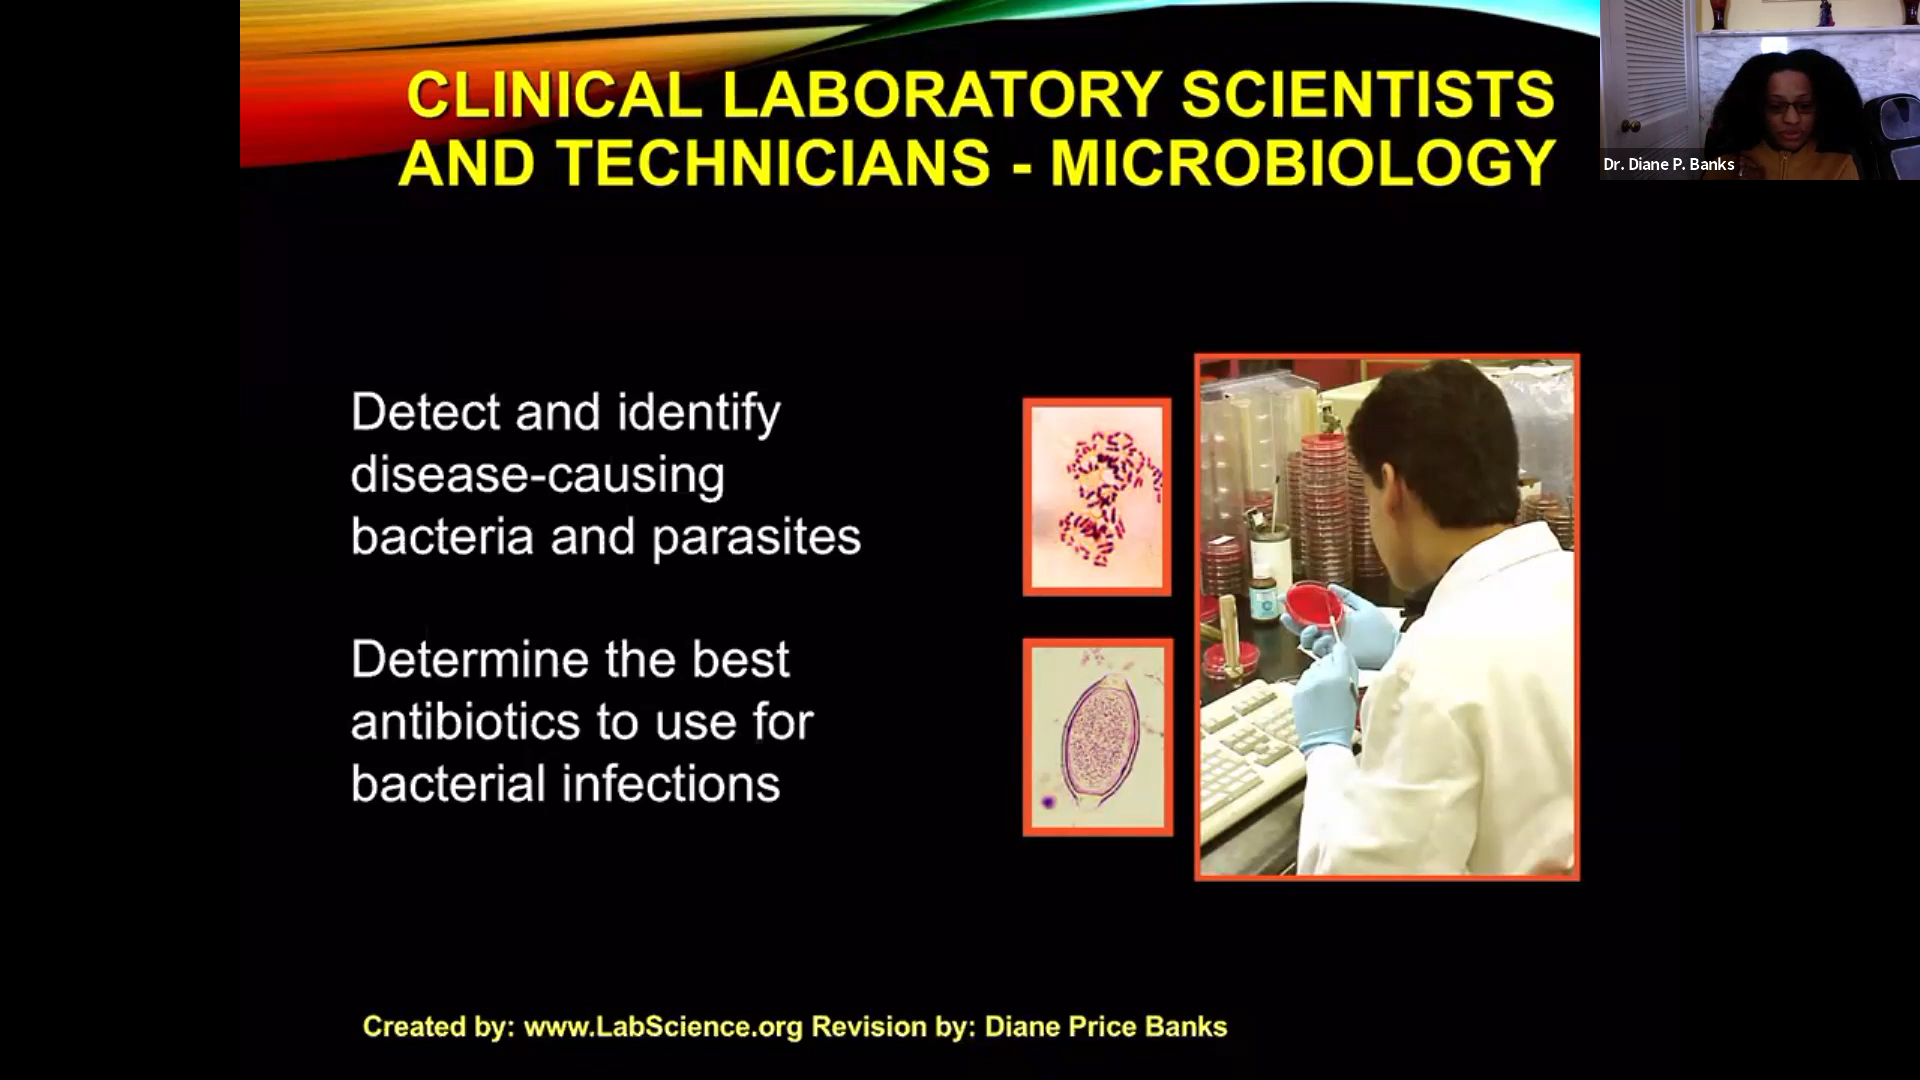 CLINICAL LABORATORY SCIENTISTS
AND TECHNICIANS - MICROBIOLOGY
Dr. Diane P. Banks
Detect and identify
disease-causing
bacteria and parasites
Determine the best
antibiotics to use for
bacterial infections
Created by: www.LabScience.org Revision by: Diane Price Banks